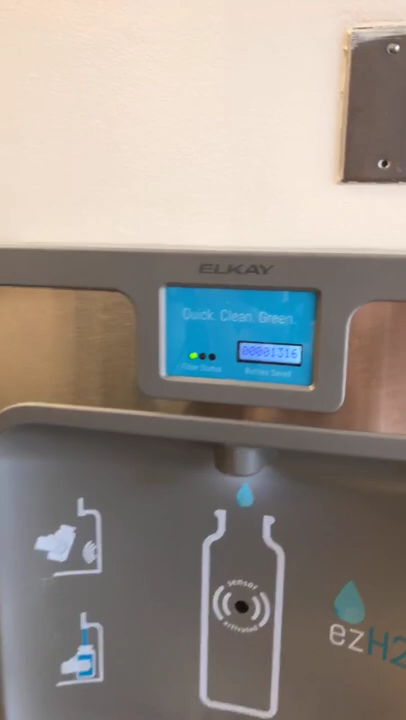 ELKAY
Quick. Clean. Green.
00001316
Filter Status
Bottles Saved
sensor
activated
ezH2